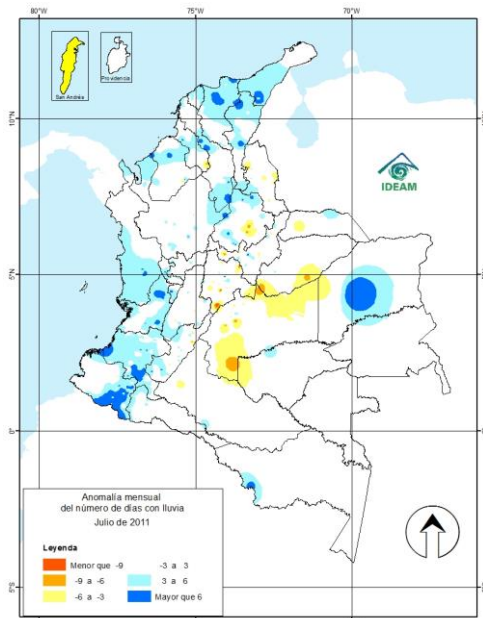 80°W 75°W 70°W
San Andrés
Providencia
10°N
IDEAM
5°N
0°
5°S
Anomalía mensual
del número de días con lluvia
Julio de 2011
Leyenda
Menor que -9
-9 a -6
-6 a -3
-3 a 3
3 a 6
Mayor que 6